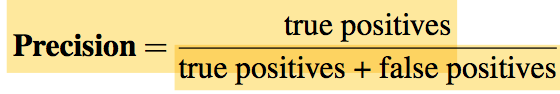 Precision = true positives
true positives + false positives